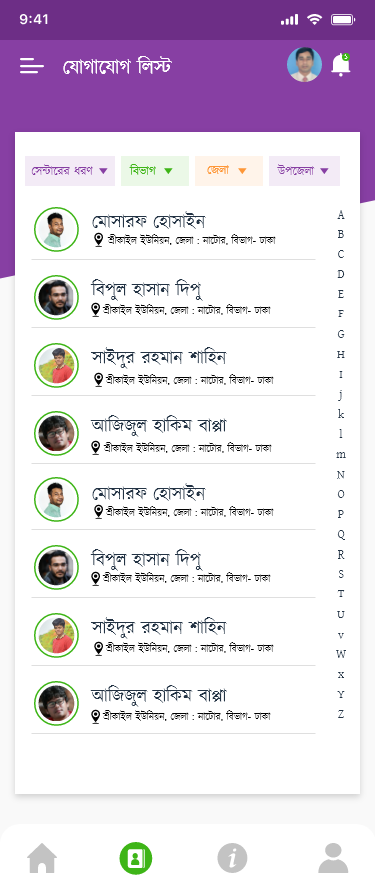 9:41
যোগাযোগ লিস্ট
5
সেন্টারের ধরণ বিভাগ জেলা উপজেলা
মোসারফ হোসাইন
শ্রীকাইল ইউনিয়ন, জেলা : নাটোর, বিভাগ- ঢাকা
বিপুল হাসান দিপু
শ্রীকাইল ইউনিয়ন, জেলা : নাটোর, বিভাগ- ঢাকা
সাইদুর রহমান শাহিন
শ্রীকাইল ইউনিয়ন, জেলা : নাটোর, বিভাগ- ঢাকা
আজিজুল হাকিম বাপ্পা
শ্রীকাইল ইউনিয়ন, জেলা : নাটোর, বিভাগ- ঢাকা
মোসারফ হোসাইন
শ্রীকাইল ইউনিয়ন, জেলা : নাটোর, বিভাগ- ঢাকা
বিপুল হাসান দিপু
শ্রীকাইল ইউনিয়ন, জেলা : নাটোর, বিভাগ- ঢাকা
সাইদুর রহমান শাহিন
শ্রীকাইল ইউনিয়ন, জেলা : নাটোর, বিভাগ- ঢাকা
আজিজুল হাকিম বাপ্পা
শ্রীকাইল ইউনিয়ন, জেলা : নাটোর, বিভাগ- ঢাকা
A
B
C
D
E
F
G
H
I
j
k
l
m
N
O
P
Q
R
S
T
U
v
W
x
Y
Z